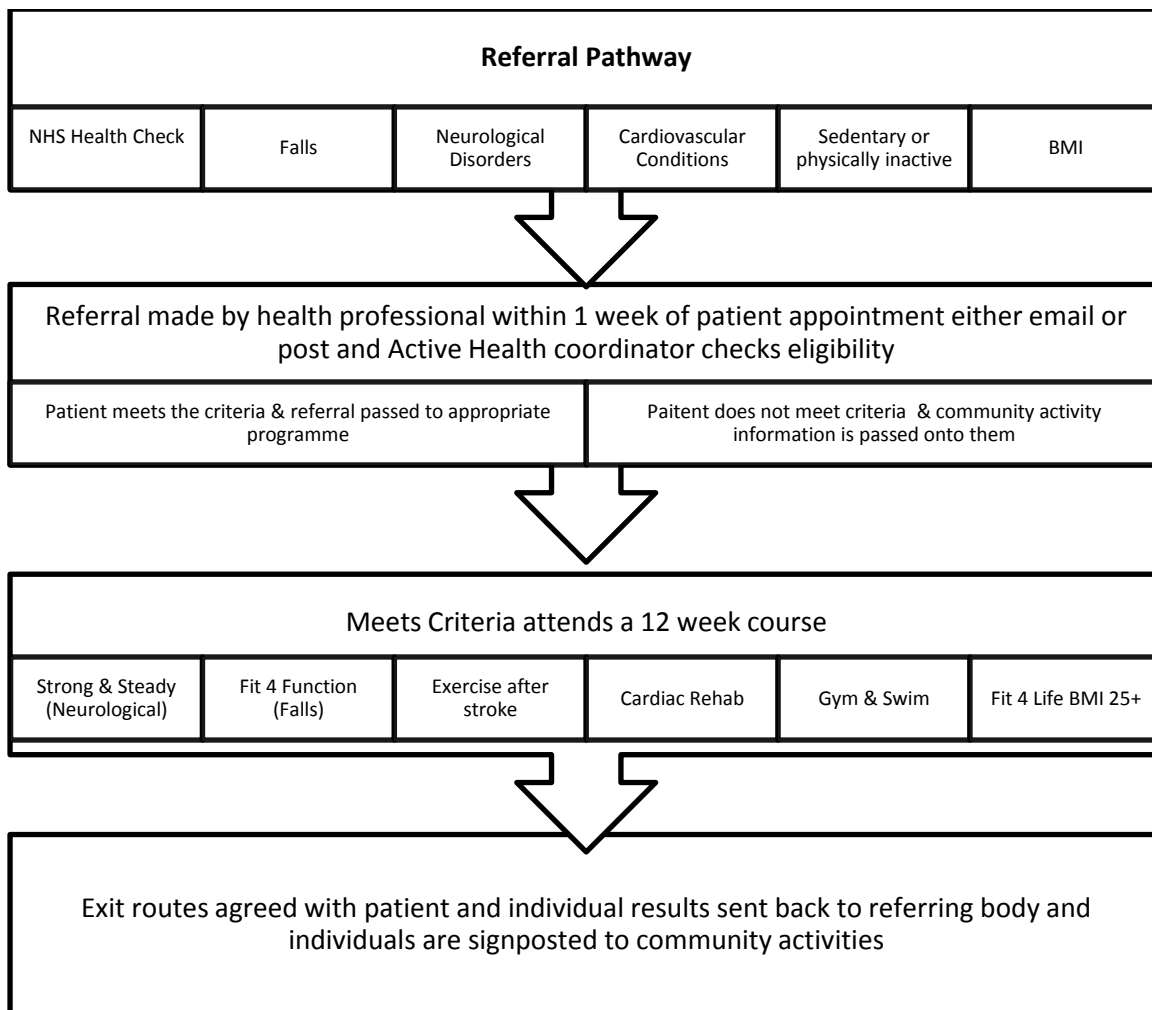 Referral Pathway
NHS Health Check
Falls
Neurological
Disorders
Cardiovascular
Conditions
Sedentary or
physically inactive
BMI
Referral made by health professional within 1 week of patient appointment either email or
post and Active Health coordinator checks eligibility
Patient meets the criteria & referral passed to appropriate
programme
Paitent does not meet criteria & community activity
information is passed onto them
Meets Criteria attends a 12 week course
Strong & Steady
(Neurological)
Fit 4 Function
(Falls)
Exercise after
stroke
Cardiac Rehab
Gym & Swim
Fit 4 Life BMI 25+
Exit routes agreed with patient and individual results sent back to referring body and
individuals are signposted to community activities